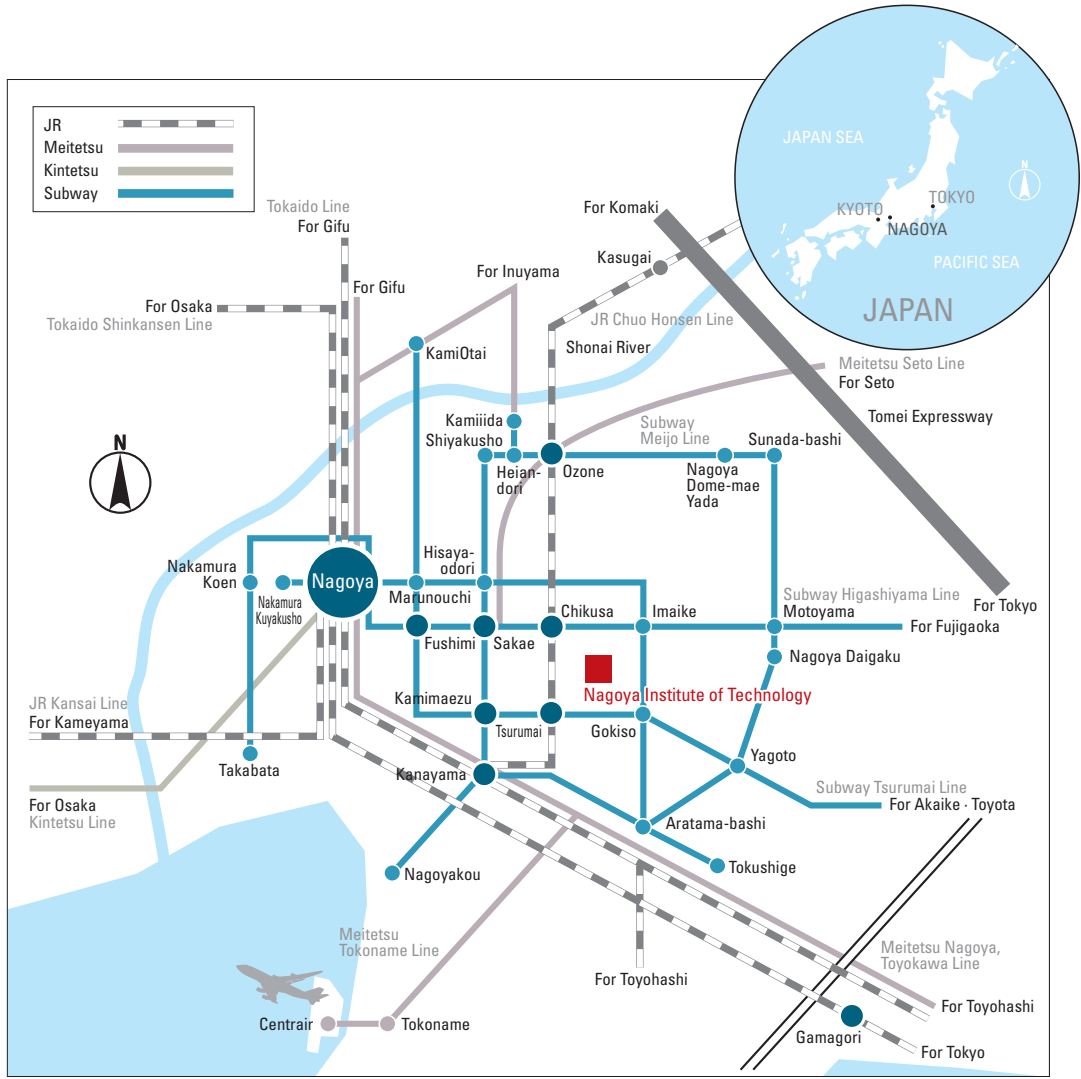 JR
Meitetsu
Kintetsu
Subway
JAPAN SEA
N
KYOTO
TOKYO
NAGOYA
PACIFIC SEA
JAPAN
Tokaido Line
For Gifu
For Komaki
Kasugai
For Inuyama
For Gifu
For Osaka
Tokaido Shinkansen Line
JR Chuo Honsen Line
Shonai River
KamiOtai
Meitetsu Seto Line
For Seto
Tomei Expressway
Kamiiida
Shiyakusho
Subway
Meijo Line
Sunada-bashi
N
Heian-
dori
Ozone
Nagoya
Dome-mae
Yada
Hisaya-
odori
Nakamura
Koen
Nakamura
Kuyakusho
Nagoya
Marunouchi
Chikusa
Imaike
Subway Higashiyama Line
Motoyama
For Tokyo
For Fujigaoka
Fushimi
Sakae
Nagoya Daigaku
Nagoya Institute of Technology
Kamimaezu
Tsurumai
Gokiso
JR Kansai Line
For Kameyama
Takabata
Kanayama
Yagoto
Subway Tsurumai Line
For Akaike · Toyota
For Osaka
Kintetsu Line
Aratama-bashi
Nagoyakou
Tokushige
Meitetsu
Tokoname Line
Meitetsu Nagoya,
Toyokawa Line
For Toyohashi
For Toyohashi
Centrair
Tokoname
Gamagori
For Tokyo